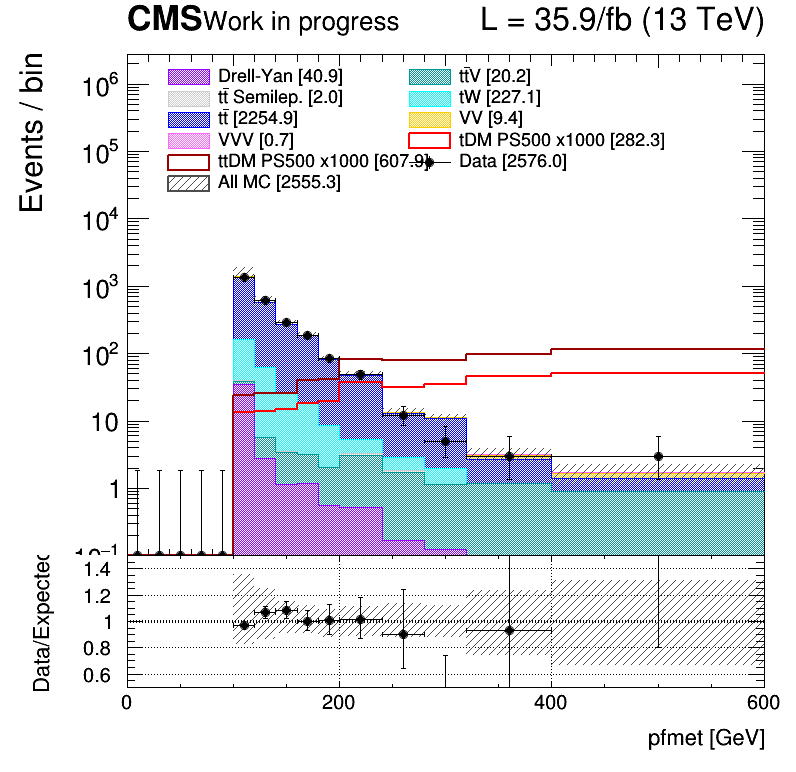 CMS Work in progress L = 35.9/fb (13 TeV)
Events / bin
Drell-Yan [40.9] tt̄V [20.2]
tt̄ Semilep. [2.0] tW [227.1]
tt̄ [2254.9] VV [9.4]
VVV [0.7] tDM PS500 x1000 [282.3]
ttDM PS500 x1000 [607.9] Data [2576.0]
All MC [2555.3]
10⁶
10⁵
10⁴
10³
10²
10
1
10⁻¹
Data/Expected
1.4
1.2
1
0.8
0.6
0 200 400 600
pfmet [GeV]